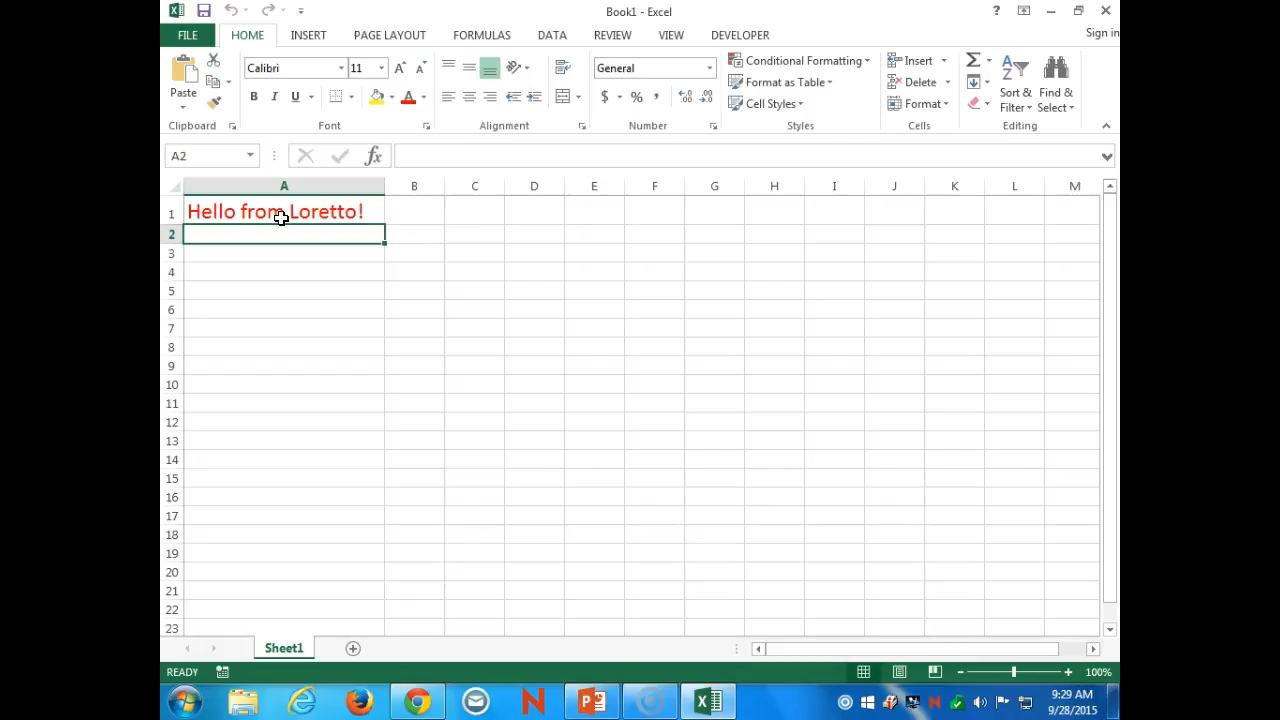 Book1 - Excel
?
FILE HOME INSERT PAGE LAYOUT FORMULAS DATA REVIEW VIEW DEVELOPER Sign in
Paste
Calibri 11
B I U A
General
$ % ,
Conditional Formatting
Format as Table
Cell Styles
Insert
Delete
Format
Sort & Filter
Find & Select
Clipboard Font Alignment Number Styles Cells Editing
A2 fx
A B C D E F G H I J K L M
1 Hello from Loretto!
2
3
4
5
6
7
8
9
10
11
12
13
14
15
16
17
18
19
20
21
22
23
Sheet1
READY 100%
9:29 AM
9/28/2015